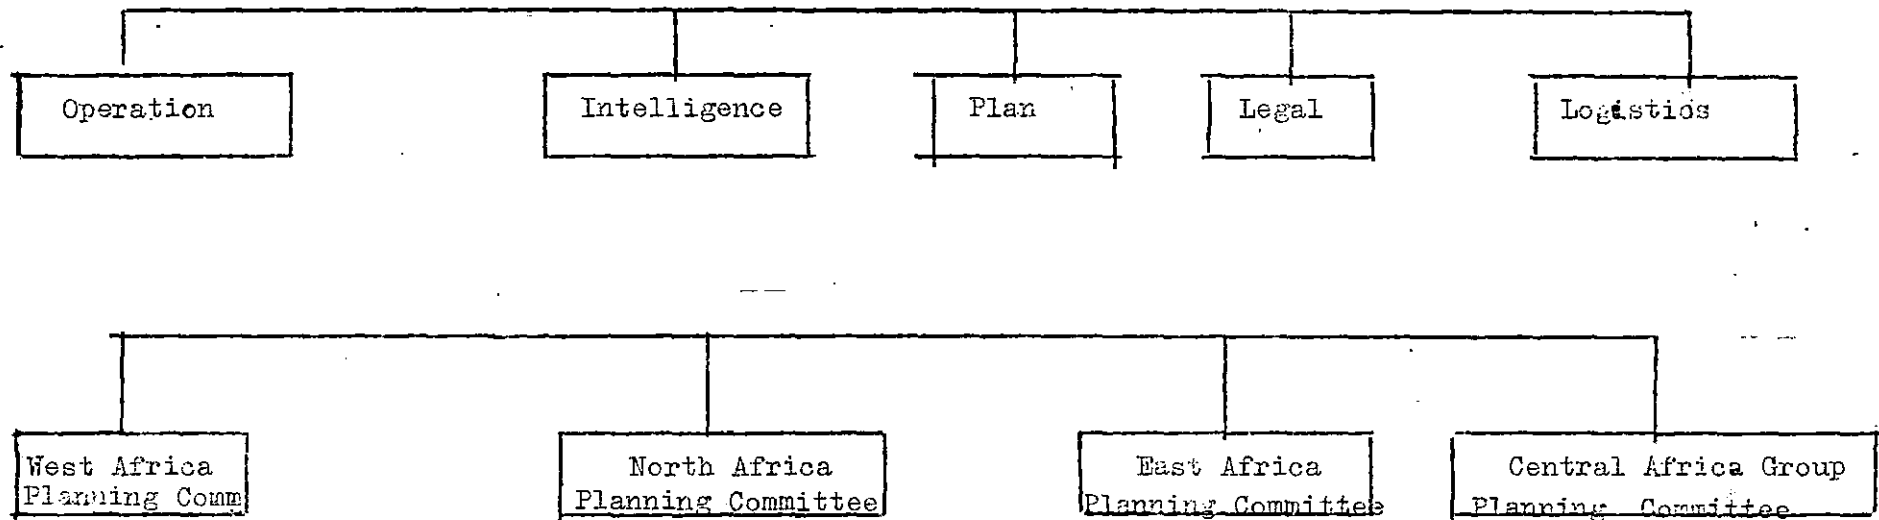 Operation
Intelligence
Plan
Legal
Logistics
West Africa
Planning Comm
North Africa
Planning Committee
East Africa
Planning Committee
Central Africa Group
Planning Committee